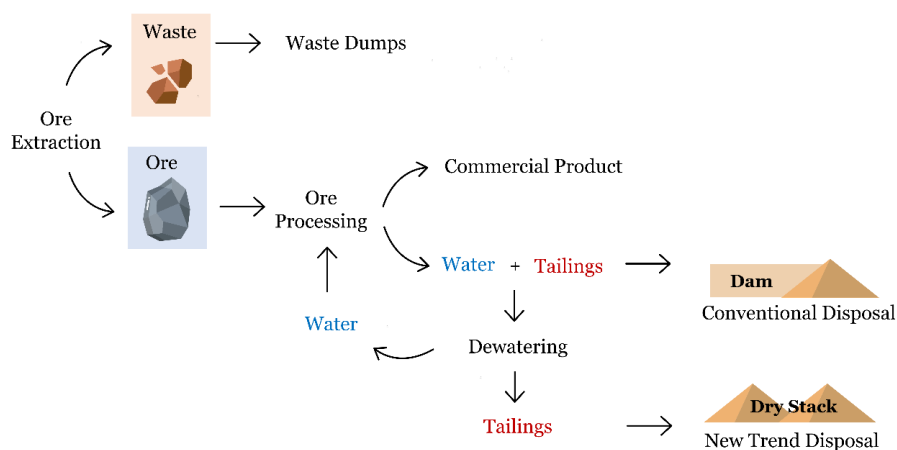 Waste
Waste Dumps
Ore
Extraction
Ore
Commercial Product
Ore
Processing
Water + Tailings
Dam
Conventional Disposal
Water
Dewatering
Tailings
Dry Stack
New Trend Disposal